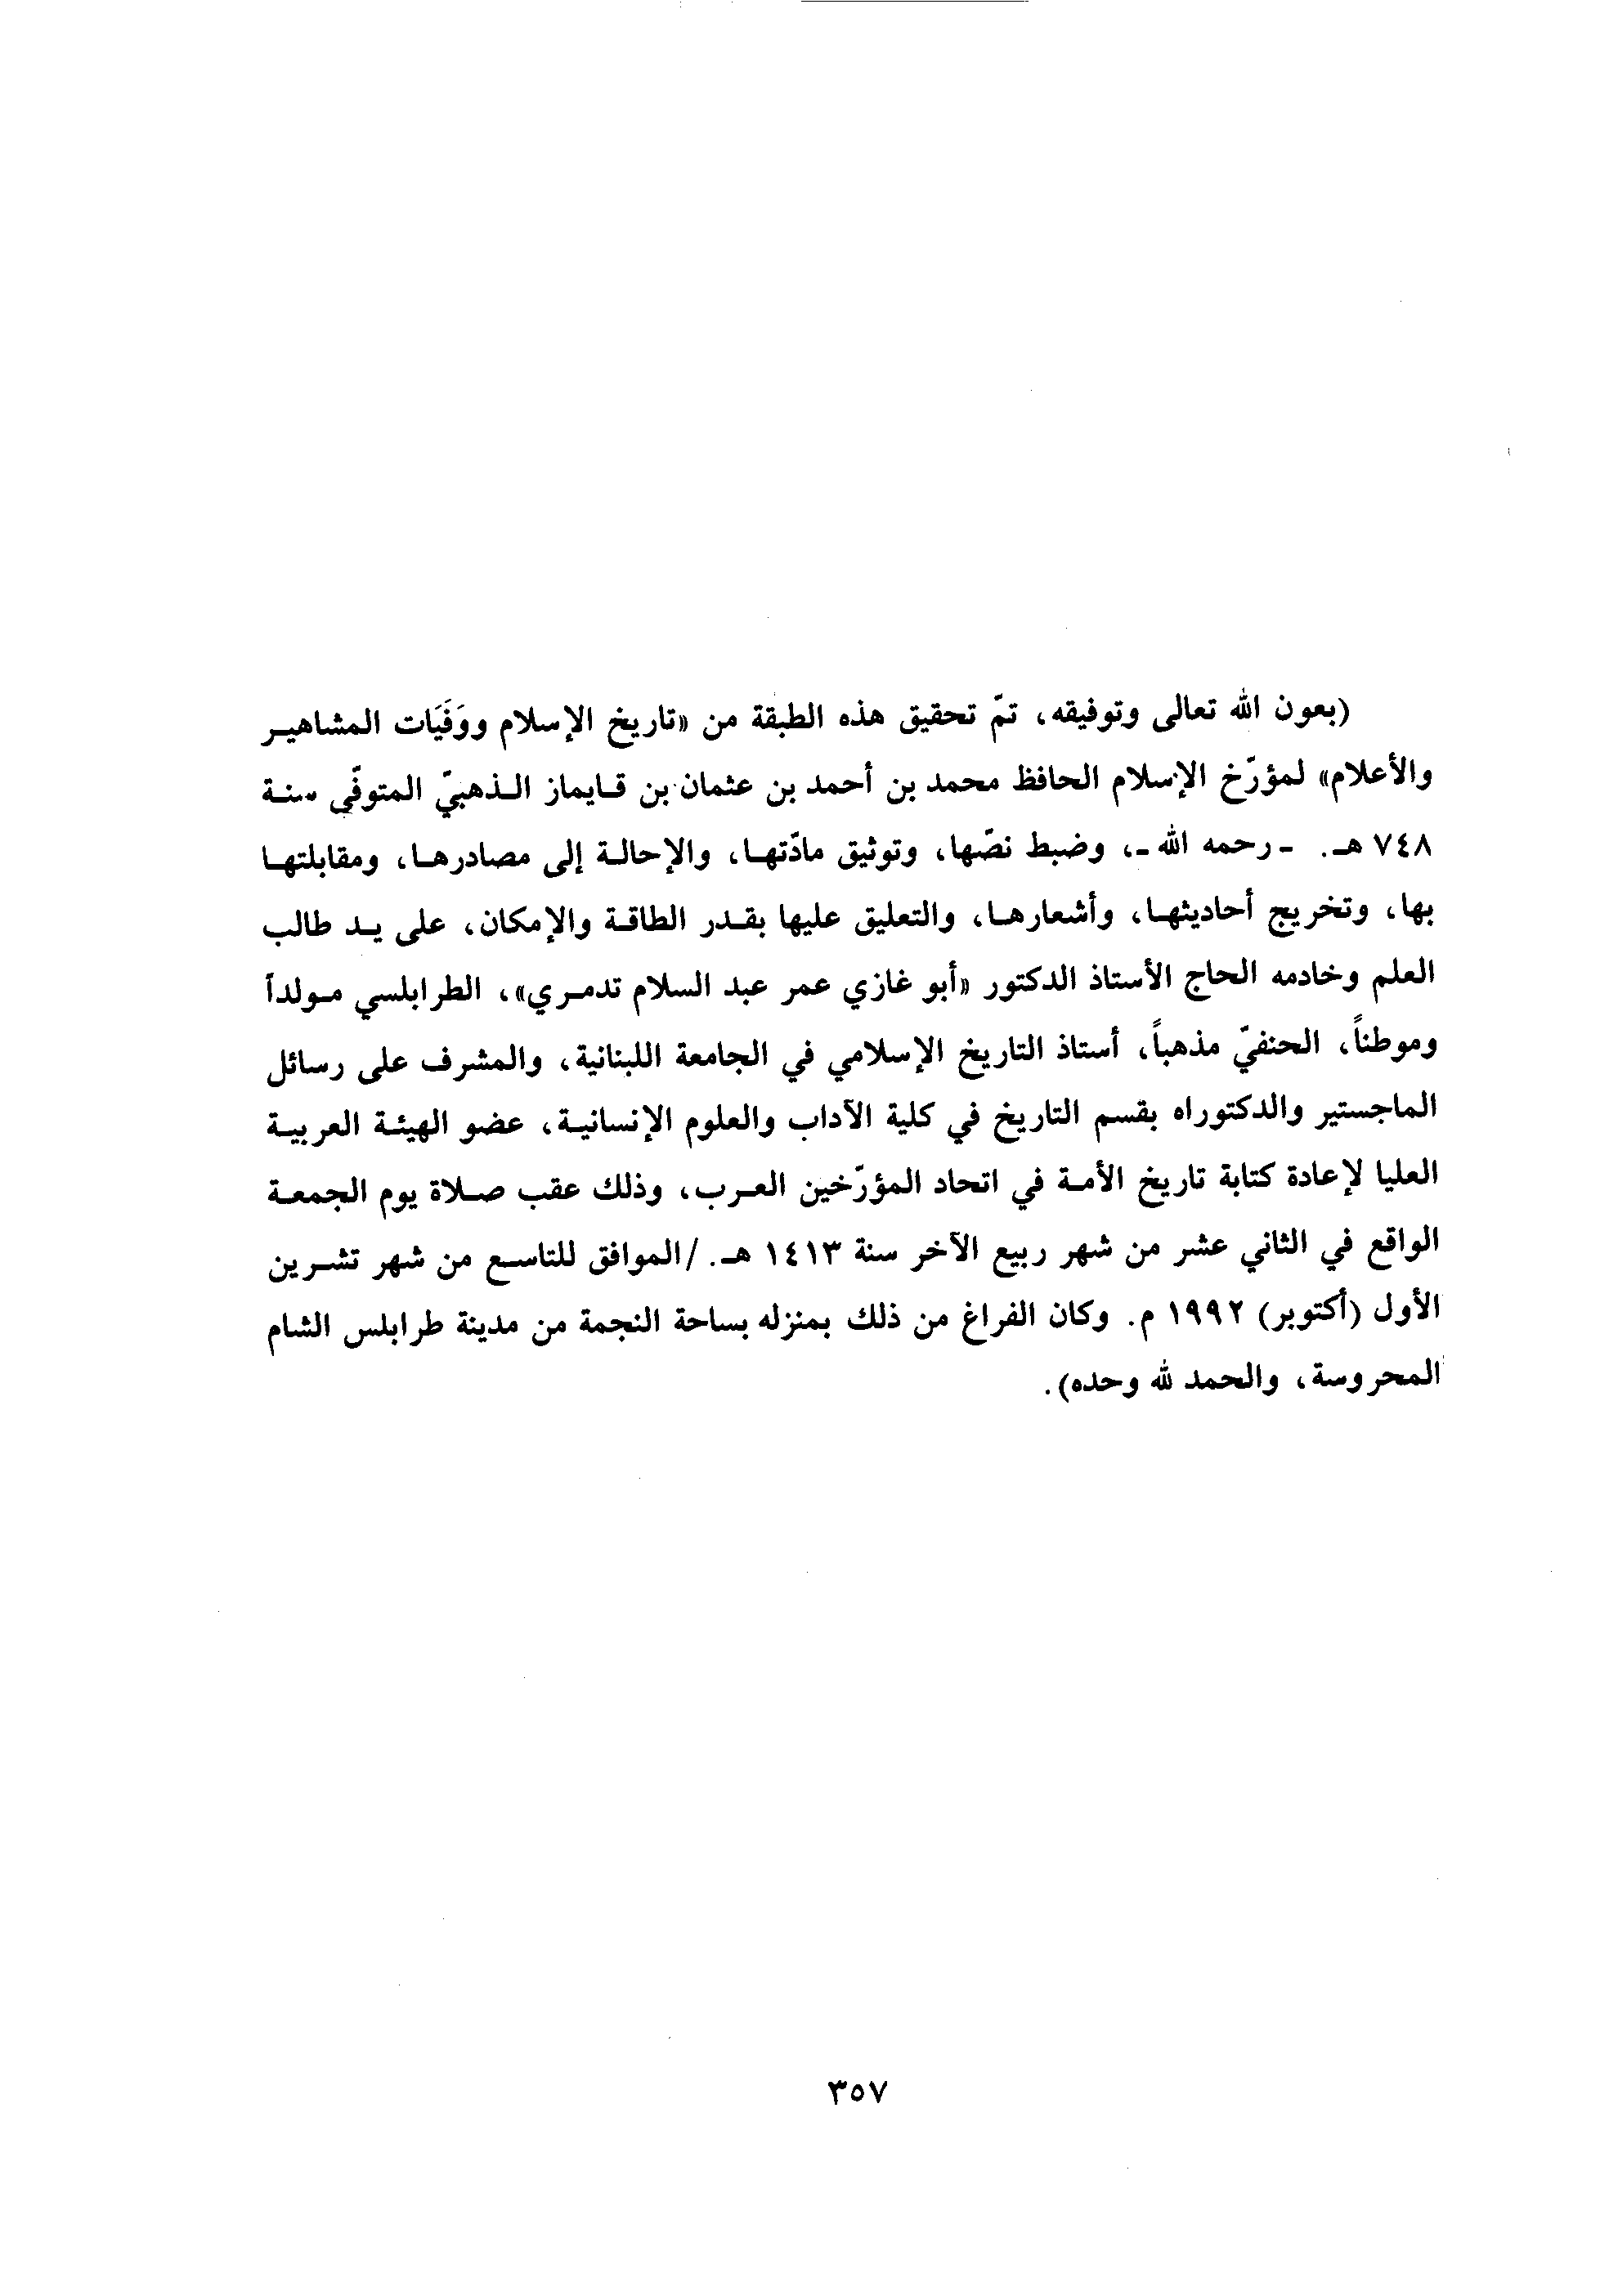 (بعون الله تعالى وتوفيقه، تمّ تحقيق هذه الطبقة من «تاريخ الإسلام ووَفَيَات المشاهير
والأعلام» لمؤرّخ الإسلام الحافظ محمد بن أحمد بن عثمان بن قايماز الذهبيّ المتوفّى سنة
٧٤٨ هـ. - رحمه الله -، وضبط نصّها، وتوثيق مادّتها، والإحالة إلى مصادرها، ومقابلتها
بها، وتخريج أحاديثها، وأشعارها، والتعليق عليها بقدر الطاقة والإمكان، على يد طالب
العلم وخادمه الحاج الأستاذ الدكتور «أبو غازي عمر عبد السلام تدمري»، الطرابلسي مولداً
وموطناً، الحنفيّ مذهباً، أستاذ التاريخ الإسلامي في الجامعة اللبنانية، والمشرف على رسائل
الماجستير والدكتوراه بقسم التاريخ في كلية الآداب والعلوم الإنسانية، عضو الهيئة العربية
العليا لإعادة كتابة تاريخ الأمة في اتحاد المؤرّخين العرب، وذلك عقب صلاة يوم الجمعة
الواقع في الثاني عشر من شهر ربيع الآخر سنة ١٤١٣ هـ. /الموافق للتاسع من شهر تشرين
الأول (أكتوبر) ١٩٩٢ م. وكان الفراغ من ذلك بمنزله بساحة النجمة من مدينة طرابلس الشام
المحروسة، والحمد لله وحده).
٣٥٧